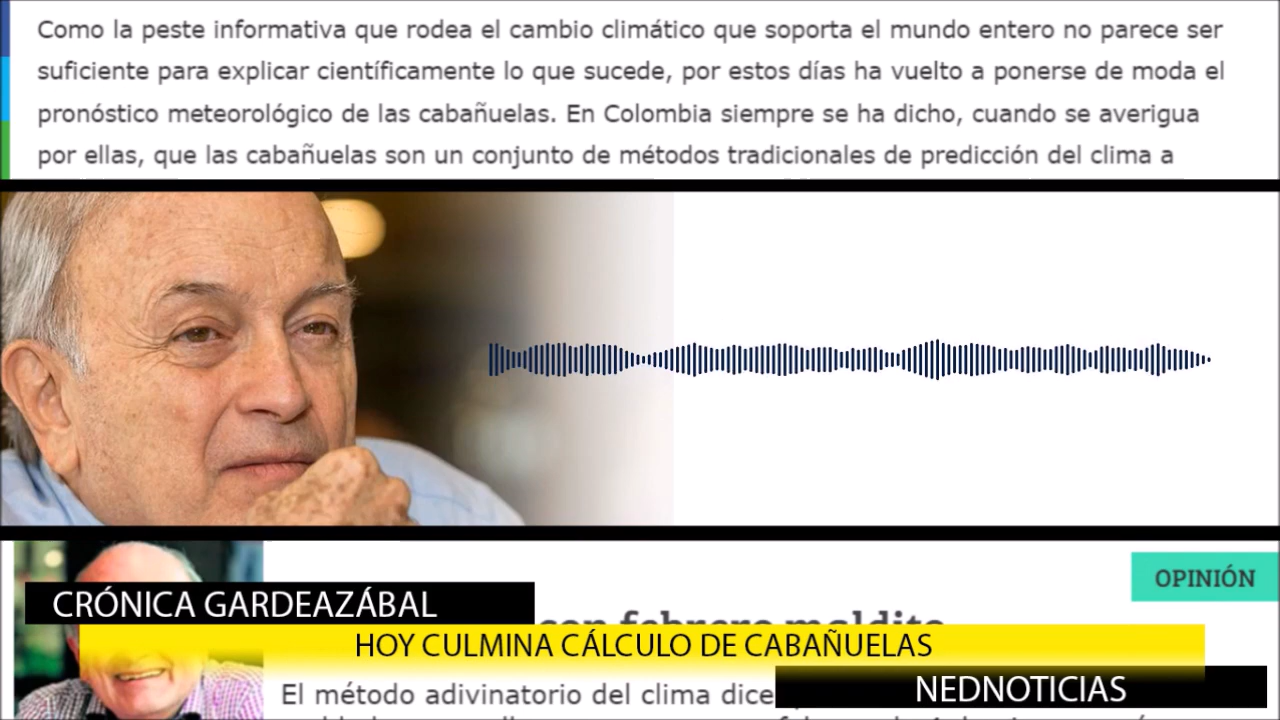 Como la peste informativa que rodea el cambio climático que soporta el mundo entero no parece ser
suficiente para explicar científicamente lo que sucede, por estos días ha vuelto a ponerse de moda el
pronóstico meteorológico de las cabañuelas. En Colombia siempre se ha dicho, cuando se averigua
por ellas, que las cabañuelas son un conjunto de métodos tradicionales de predicción del clima a
OPINIÓN
CRÓNICA GARDEAZÁBAL
con febrero maldito
HOY CULMINA CÁLCULO DE CABAÑUELAS
NEDNOTICIAS
El método adivinatorio del clima dice